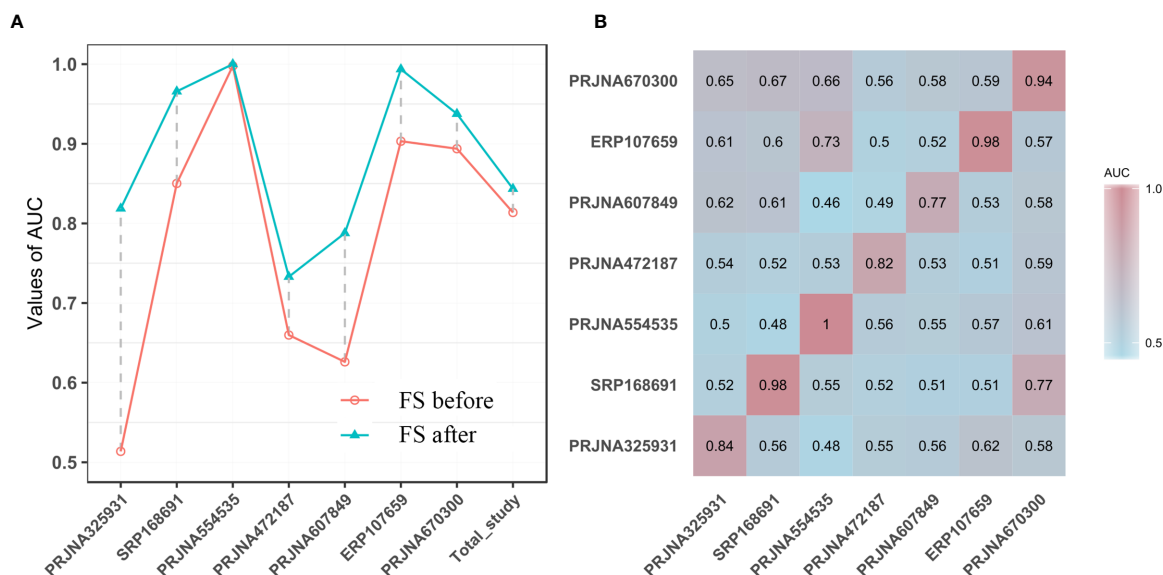 A
Values of AUC
1.0
0.9
0.8
0.7
0.6
0.5
FS before
FS after
PRJNA325931
SRP168691
PRJNA554535
PRJNA472187
PRJNA607849
ERP107659
PRJNA670300
Total_study
B
PRJNA670300 0.65 0.67 0.66 0.56 0.58 0.59 0.94
ERP107659 0.61 0.6 0.73 0.5 0.52 0.98 0.57
PRJNA607849 0.62 0.61 0.46 0.49 0.77 0.53 0.58
PRJNA472187 0.54 0.52 0.53 0.82 0.53 0.51 0.59
PRJNA554535 0.5 0.48 1 0.56 0.55 0.57 0.61
SRP168691 0.52 0.98 0.55 0.52 0.51 0.51 0.77
PRJNA325931 0.84 0.56 0.48 0.55 0.56 0.62 0.58
PRJNA325931
SRP168691
PRJNA554535
PRJNA472187
PRJNA607849
ERP107659
PRJNA670300
AUC
1.0
0.5